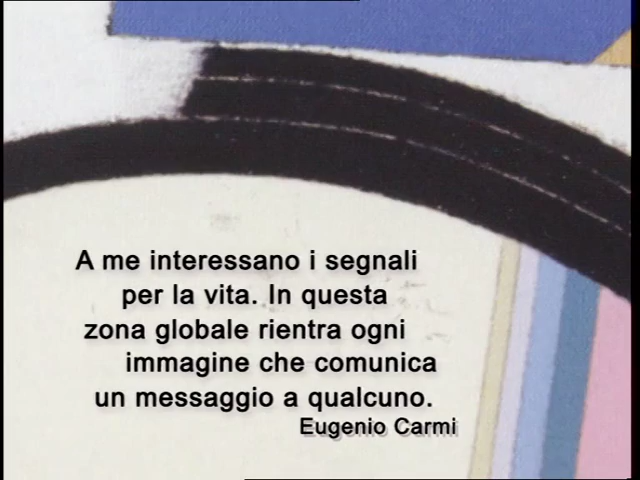 A me interessano i segnali
per la vita. In questa
zona globale rientra ogni
immagine che comunica
un messaggio a qualcuno.
Eugenio Carmi